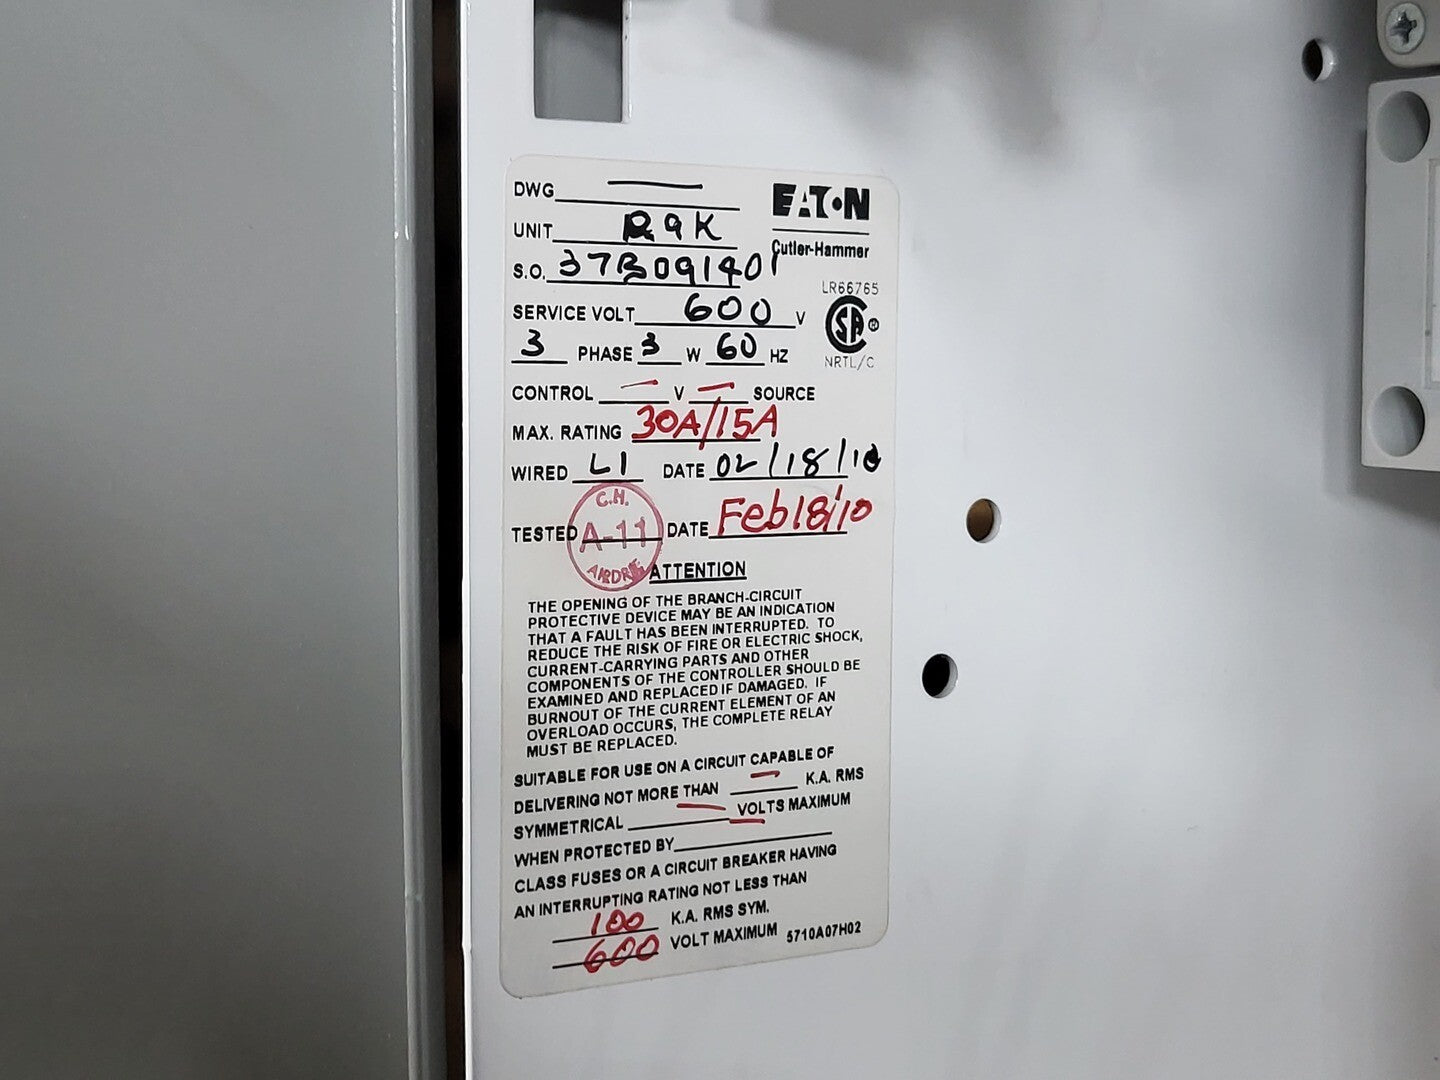 DWG —
EATON
UNIT R9K
Cutler-Hammer
S.O. 37B091401
LR66765
SERVICE VOLT 600 V
SA ®
3 PHASE 3 W 60 HZ
NRTL/C
CONTROL — V — SOURCE
MAX. RATING 30A/15A
WIRED L1 DATE 02/18/10
C.H.
TESTED A-11 DATE Feb18/10
AIRDRIE
ATTENTION
THE OPENING OF THE BRANCH-CIRCUIT
PROTECTIVE DEVICE MAY BE AN INDICATION
THAT A FAULT HAS BEEN INTERRUPTED. TO
REDUCE THE RISK OF FIRE OR ELECTRIC SHOCK,
CURRENT-CARRYING PARTS AND OTHER
COMPONENTS OF THE CONTROLLER SHOULD BE
EXAMINED AND REPLACED IF DAMAGED. IF
BURNOUT OF THE CURRENT ELEMENT OF AN
OVERLOAD OCCURS, THE COMPLETE RELAY
MUST BE REPLACED.
SUITABLE FOR USE ON A CIRCUIT CAPABLE OF
DELIVERING NOT MORE THAN — K.A. RMS
SYMMETRICAL — VOLTS MAXIMUM
WHEN PROTECTED BY —
CLASS FUSES OR A CIRCUIT BREAKER HAVING
AN INTERRUPTING RATING NOT LESS THAN
100 K.A. RMS SYM.
600 VOLT MAXIMUM 5710A07H02